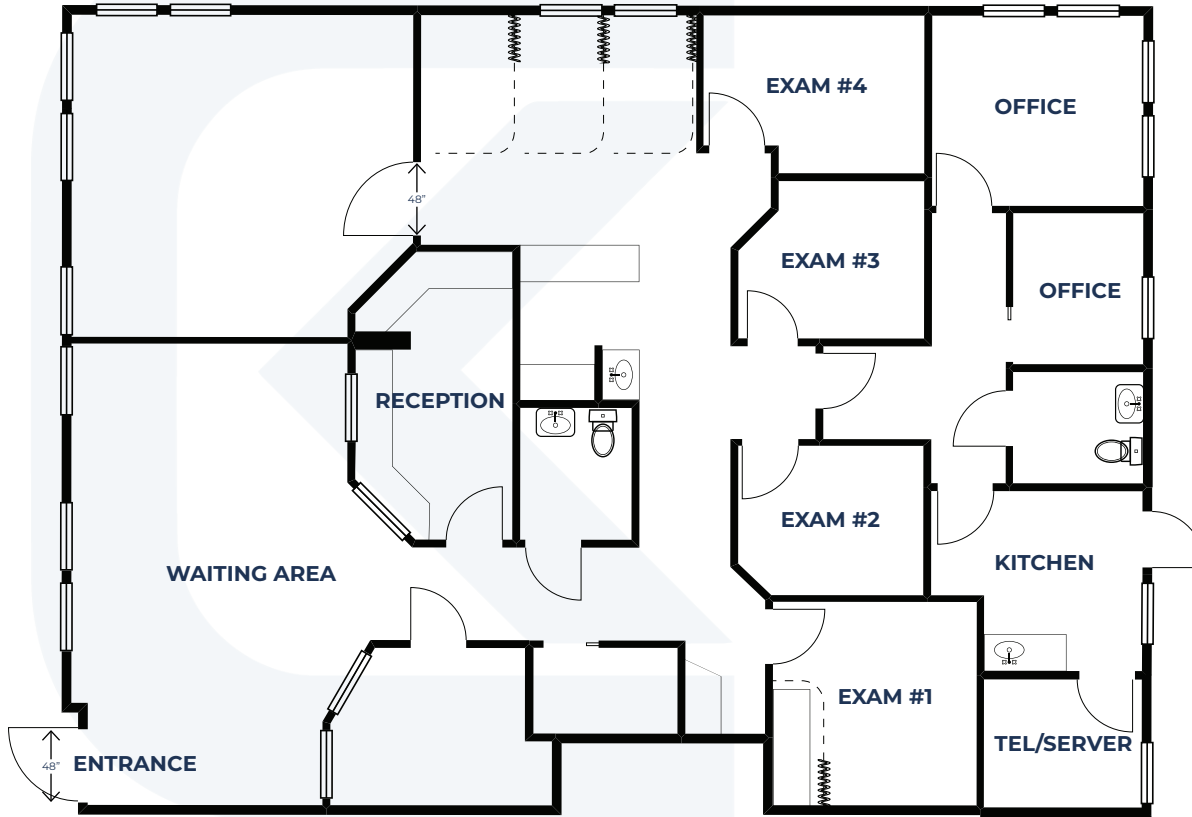 EXAM #4
OFFICE
48"
EXAM #3
OFFICE
RECEPTION
EXAM #2
KITCHEN
WAITING AREA
EXAM #1
TEL/SERVER
48"
ENTRANCE